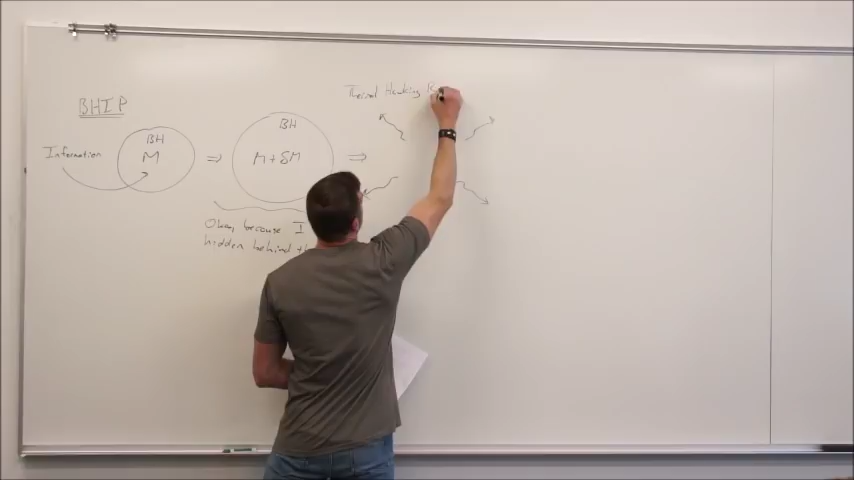 BHIP
Thermal Hawking
Information
BH
M
⇒
BH
M + δM
⇒
Okay because I
hidden behind